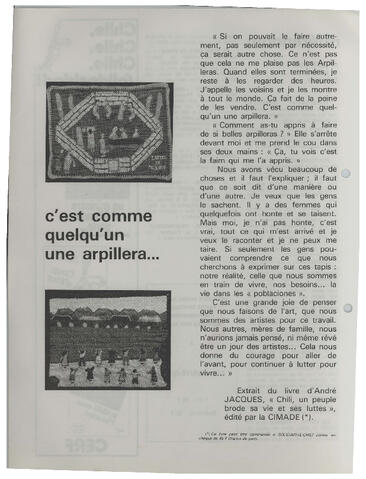 c'est comme
quelqu'un
une arpillera...
« Si on pouvait le faire autre-
ment, pas seulement par nécessité,
ça serait autre chose. Ce n'est pas
que cela ne me plaise pas les Arpil-
leras. Quand elles sont terminées, je
reste à les regarder des heures.
J'appelle les voisins et je les montre
à tout le monde. Ça fait de la peine
de les vendre. C'est comme quel-
qu'un une arpillera. »
« Comment as-tu appris à faire
de si belles arpilleras ? » Elle s'arrête
devant moi et me prend le cou dans
ses deux mains : « Ça, tu vois c'est
la faim qui me l'a appris. »
Nous avons vécu beaucoup de
choses et il faut l'expliquer ; il faut
que ce soit dit d'une manière ou
d'une autre. Je veux que les gens
le sachent. Il y a des femmes qui
quelquefois ont honte et se taisent.
Mais moi, je n'ai pas honte, c'est
vrai, tout ce qui m'est arrivé et je
veux le raconter et je ne peux me
taire. Si seulement les gens pou-
vaient comprendre ce que nous
cherchons à exprimer sur ces tapis :
notre réalité, celle que nous sommes
en train de vivre, nos besoins... la
vie dans les « poblaciones ».
C'est une grande joie de penser
que nous faisons de l'art, que nous
sommes des artistes pour ce travail.
Nous autres, mères de famille, nous
n'aurions jamais pensé, ni même rêvé
être un jour des artistes... Cela nous
donne du courage pour aller de
l'avant, pour continuer à lutter pour
vivre... »
Extrait du livre d'André
JACQUES, « Chili, un peuple
brode sa vie et ses luttes »,
édité par la CIMADE (*).
(*) Ce livre peut être commandé à